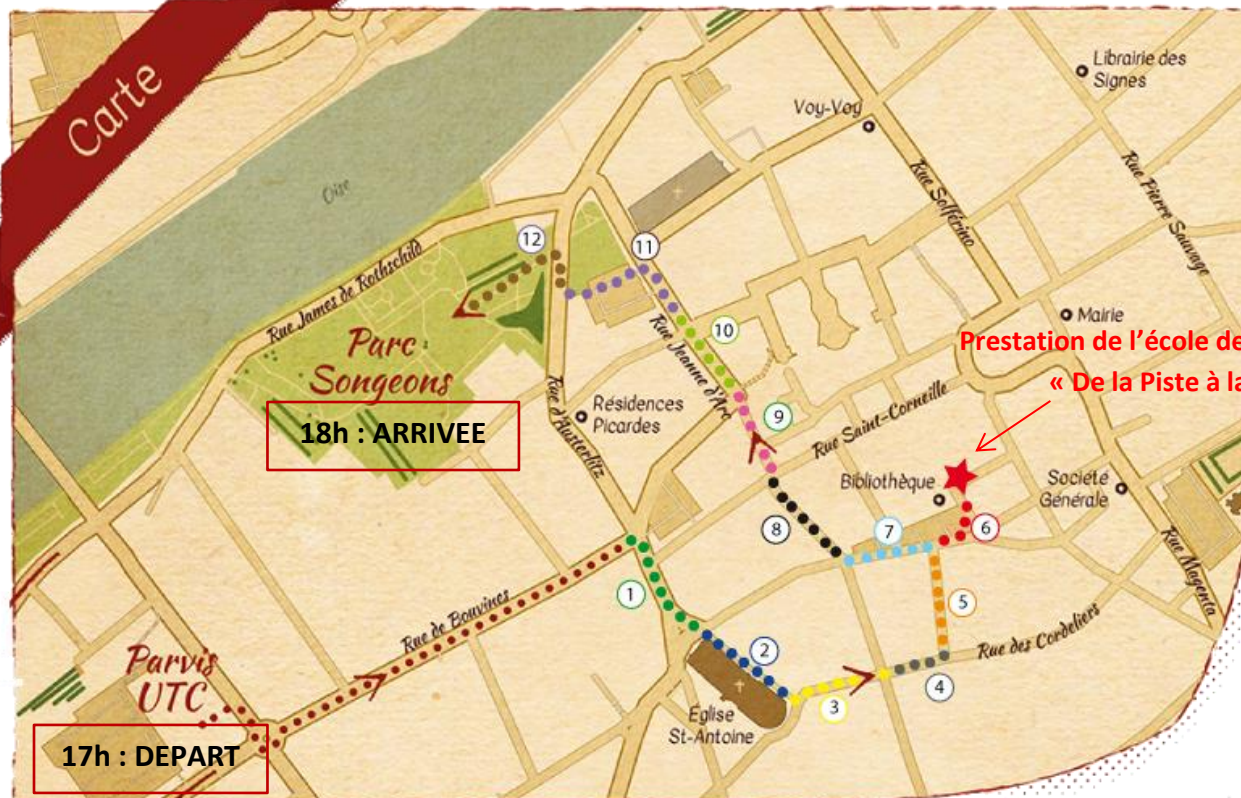 Carte
Oise
Librairie des
Signes
Voy-Voy
Rue Solférino
Rue Pierre Sauvage
12
11
Rue James de Rothschild
10
Rue Jeanne d'Arc
Mairie
Parc
Songeons
Prestation de l'école de
« De la Piste à la
18h : ARRIVEE
Résidences
Picardes
Rue d'Austerlitz
9
Rue Saint-Corneille
Bibliothèque
Société
Générale
8
7
6
Rue Magenta
1
5
Rue de Bouvines
2
Rue des Cordeliers
Parvis
UTC
4
3
Eglise
St-Antoine
17h : DEPART